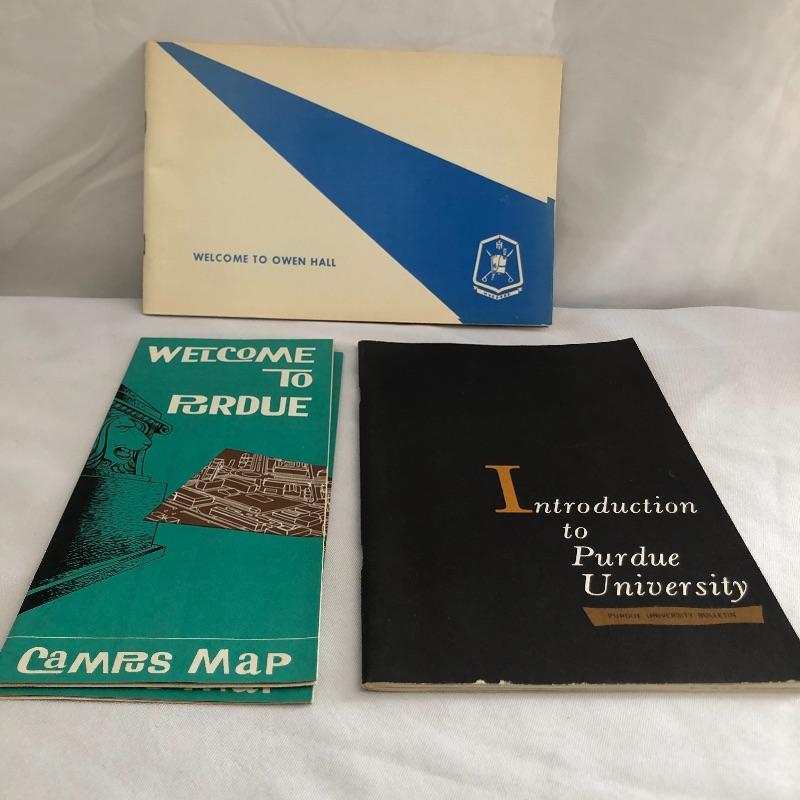 WELCOME TO OWEN HALL
WELCOME
TO
PURDUE
CAMPUS MAP
Introduction
to
Purdue
University
PURDUE UNIVERSITY BULLETIN